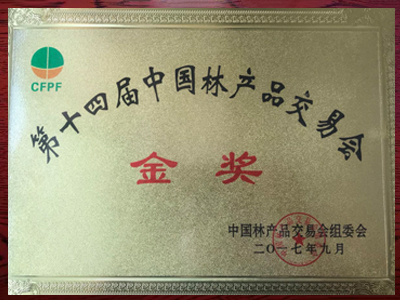 CFPF
第十四届中国林产品交易会
金奖
中国林产品交易会组委会
二〇一七年九月